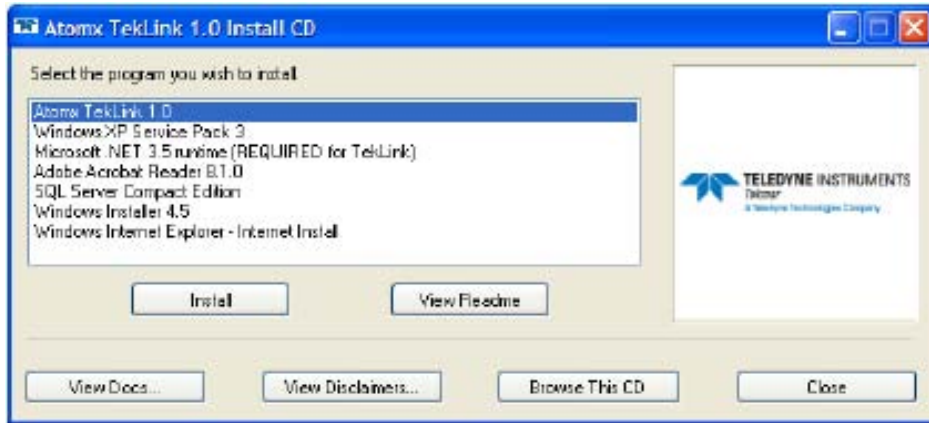 Atomx TekLink 1.0 Install CD
Select the program you wish to install
Atomx TekLink 1.0
Windows XP Service Pack 3
Microsoft .NET 3.5 runtime (REQUIRED for TekLink)
Adobe Acrobat Reader 8.1.0
SQL Server Compact Edition
Windows Installer 4.5
Windows Internet Explorer - Internet Install
TELEDYNE INSTRUMENTS
Tekmar
A Teledyne Technologies Company
Install
View Readme
View Docs...
View Disclaimers...
Browse This CD
Close